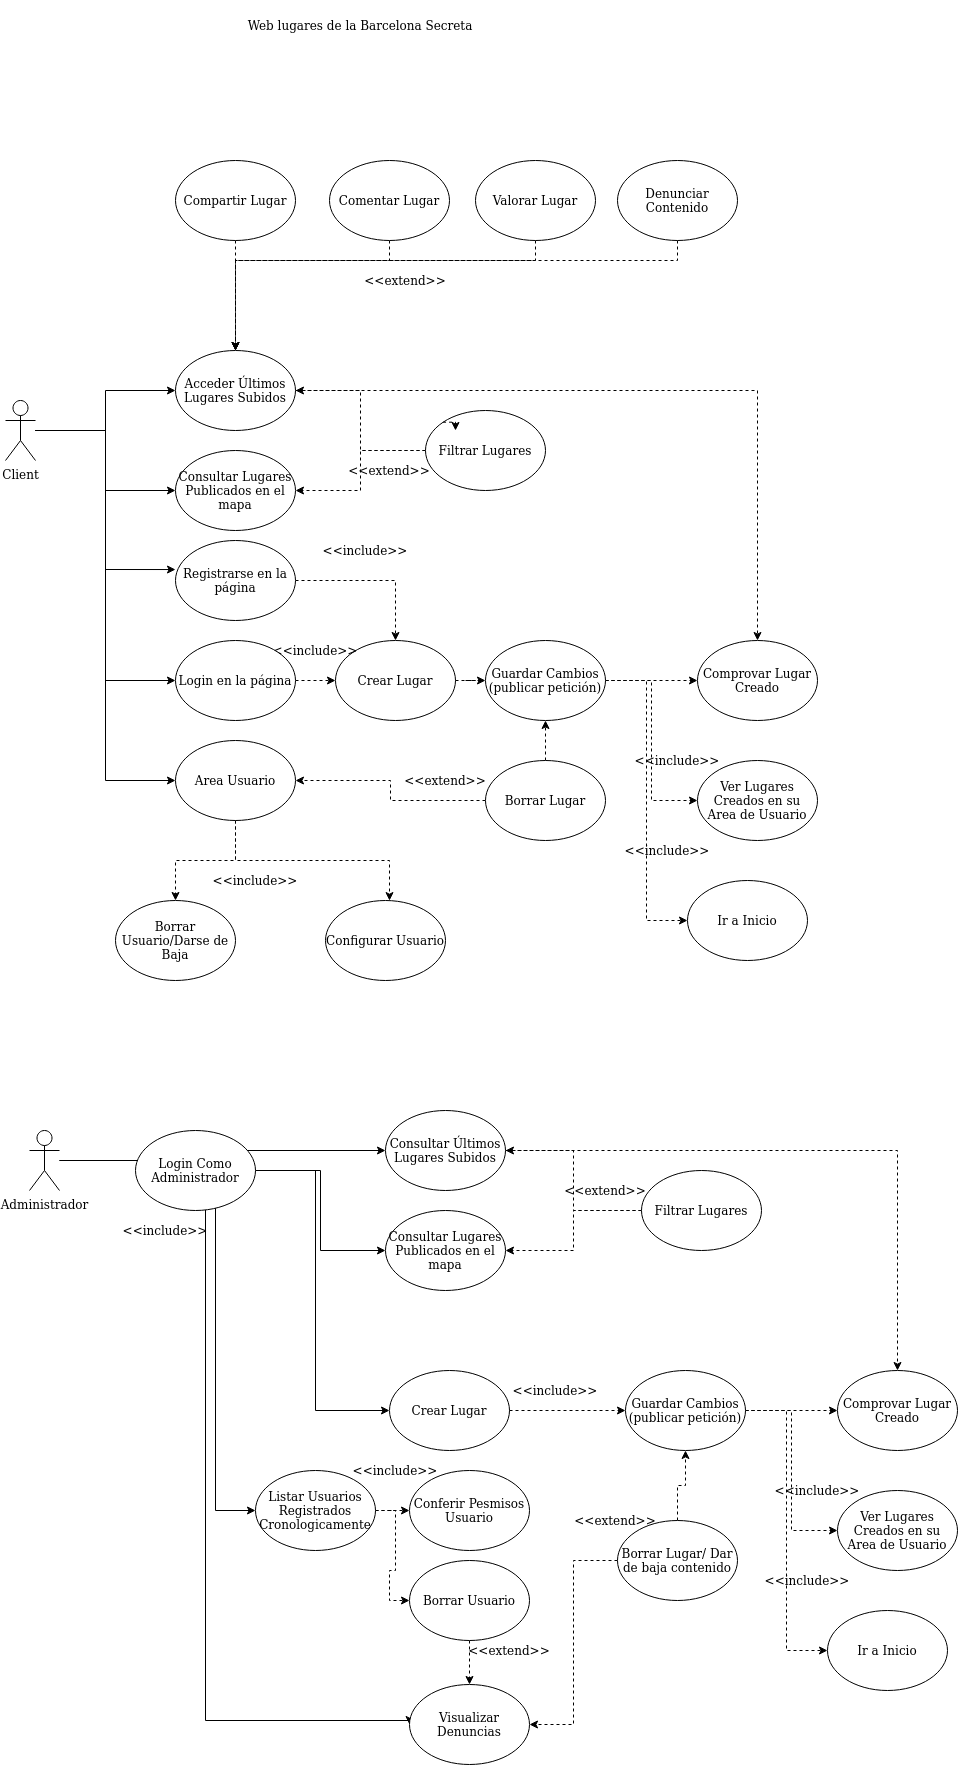 Web lugares de la Barcelona Secreta
Compartir Lugar
Comentar Lugar
Valorar Lugar
Denunciar
Contenido
<<extend>>
Acceder Últimos
Lugares Subidos
Client
Filtrar Lugares
<<extend>>
Consultar Lugares
Publicados en el
mapa
<<include>>
Registrarse en la
página
<<include>>
Login en la página
Crear Lugar
Guardar Cambios
(publicar petición)
Comprovar Lugar
Creado
<<include>>
Area Usuario
<<extend>>
Borrar Lugar
Ver Lugares
Creados en su
Area de Usuario
<<include>>
<<include>>
Borrar
Usuario/Darse de
Baja
Configurar Usuario
Ir a Inicio
Administrador
Login Como
Administrador
Consultar Últimos
Lugares Subidos
<<extend>>
Filtrar Lugares
<<include>>
Consultar Lugares
Publicados en el
mapa
Crear Lugar
<<include>>
Guardar Cambios
(publicar petición)
Comprovar Lugar
Creado
<<include>>
<<include>>
Listar Usuarios
Registrados
Cronologicamente
Conferir Pesmisos
Usuario
<<extend>>
Ver Lugares
Creados en su
Area de Usuario
Borrar Lugar/ Dar
de baja contenido
<<include>>
Borrar Usuario
<<extend>>
Ir a Inicio
Visualizar
Denuncias